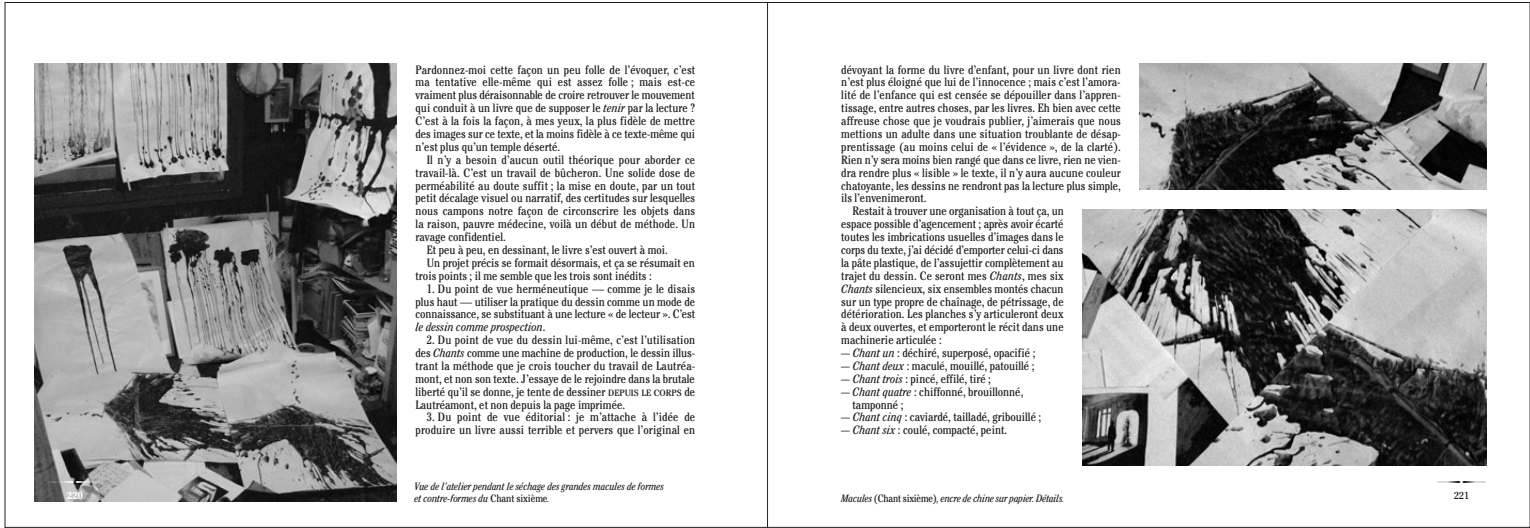 Pardonnez-moi cette façon un peu folle de l'évoquer, c'est
ma tentative elle-même qui est assez folle ; mais est-ce
vraiment plus déraisonnable de croire retrouver le mouvement
qui conduit à un livre que de supposer le tenir par la lecture ?
C'est à la fois la façon, à mes yeux, la plus fidèle de mettre
des images sur ce texte, et la moins fidèle à ce texte-même qui
n'est plus qu'un temple déserté.
Il n'y a besoin d'aucun outil théorique pour aborder ce
travail-là. C'est un travail de bûcheron. Une solide dose de
perméabilité au doute suffit ; la mise en doute, par un tout
petit décalage visuel ou narratif, des certitudes sur lesquelles
nous campons notre façon de circonscrire les objets dans
la raison, pauvre médecine, voilà un début de méthode. Un
ravage confidentiel.
Et peu à peu, en dessinant, le livre s'est ouvert à moi.
Un projet précis se formait désormais, et ça se résumait en
trois points ; il me semble que les trois sont inédits :
1. Du point de vue herméneutique — comme je le disais
plus haut — utiliser la pratique du dessin comme un mode de
connaissance, se substituant à une lecture « de lecteur ». C'est
le dessin comme prospection.
2. Du point de vue du dessin lui-même, c'est l'utilisation
des Chants comme une machine de production, le dessin illus-
trant la méthode que je crois toucher du travail de Lautréa-
mont, et non son texte. J'essaye de le rejoindre dans la brutale
liberté qu'il se donne, je tente de dessiner DEPUIS LE CORPS de
Lautréamont, et non depuis la page imprimée.
3. Du point de vue éditorial : je m'attache à l'idée de
produire un livre aussi terrible et pervers que l'original en
Vue de l'atelier pendant le séchage des grandes macules de formes
et contre-formes du Chant sixième.
220
dévoyant la forme du livre d'enfant, pour un livre dont rien
n'est plus éloigné que lui de l'innocence ; mais c'est l'amora-
lité de l'enfance qui est censée se dépouiller dans l'appren-
tissage, entre autres choses, par les livres. Eh bien avec cette
affreuse chose que je voudrais publier, j'aimerais que nous
mettions un adulte dans une situation troublante de désap-
prentissage (au moins celui de « l'évidence », de la clarté).
Rien n'y sera moins bien rangé que dans ce livre, rien ne vien-
dra rendre plus « lisible » le texte, il n'y aura aucune couleur
chatoyante, les dessins ne rendront pas la lecture plus simple,
ils l'envenimeront.
Restait à trouver une organisation à tout ça, un
espace possible d'agencement ; après avoir écarté
toutes les imbrications usuelles d'images dans le
corps du texte, j'ai décidé d'emporter celui-ci dans
la pâte plastique, de l'assujettir complètement au
trajet du dessin. Ce seront mes Chants, mes six
Chants silencieux, six ensembles montés chacun
sur un type propre de chaînage, de pétrissage, de
détérioration. Les planches s'y articuleront deux
à deux ouvertes, et emporteront le récit dans une
machinerie articulée :
— Chant un : déchiré, superposé, opacifié ;
— Chant deux : maculé, mouillé, patouillé ;
— Chant trois : pincé, effilé, tiré ;
— Chant quatre : chiffonné, brouillonné,
tamponné ;
— Chant cinq : caviardé, tailladé, gribouillé ;
— Chant six : coulé, compacté, peint.
Macules (Chant sixième), encre de chine sur papier. Détails.
221